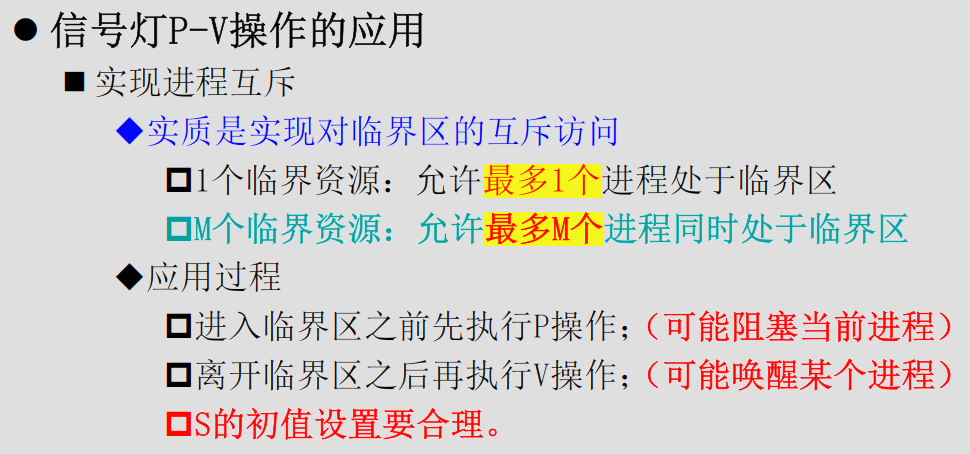 信号灯P-V操作的应用
实现进程互斥
实质是实现对临界区的互斥访问
1个临界资源：允许最多1个进程处于临界区
M个临界资源：允许最多M个进程同时处于临界区
应用过程
进入临界区之前先执行P操作；（可能阻塞当前进程）
离开临界区之后再执行V操作；（可能唤醒某个进程）
S的初值设置要合理。